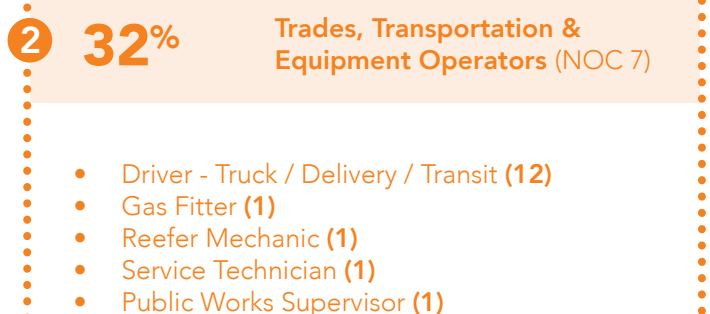 2 32% Trades, Transportation &
Equipment Operators (NOC 7)
• Driver - Truck / Delivery / Transit (12)
• Gas Fitter (1)
• Reefer Mechanic (1)
• Service Technician (1)
• Public Works Supervisor (1)